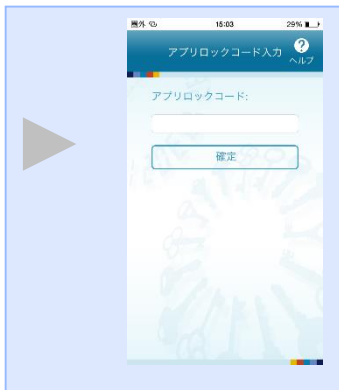 圏外 15:03 29%
アプリロックコード入力 ?
ヘルプ
アプリロックコード:
確定